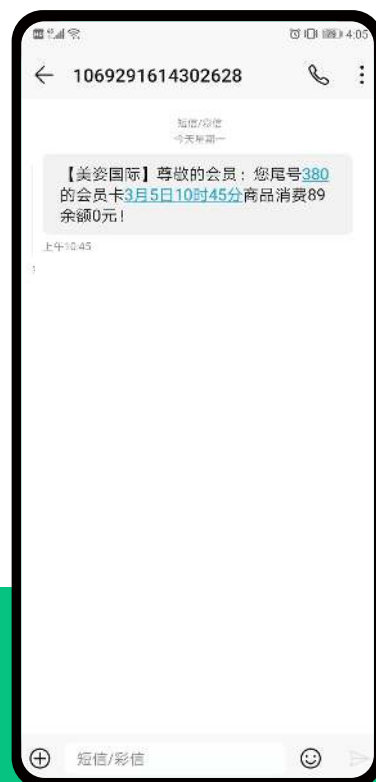 4:05
1069291614302628
短信/彩信
今天星期一
【美姿国际】尊敬的会员：您尾号380
的会员卡3月5日10时45分商品消费89
余额0元！
上午10:45
短信/彩信